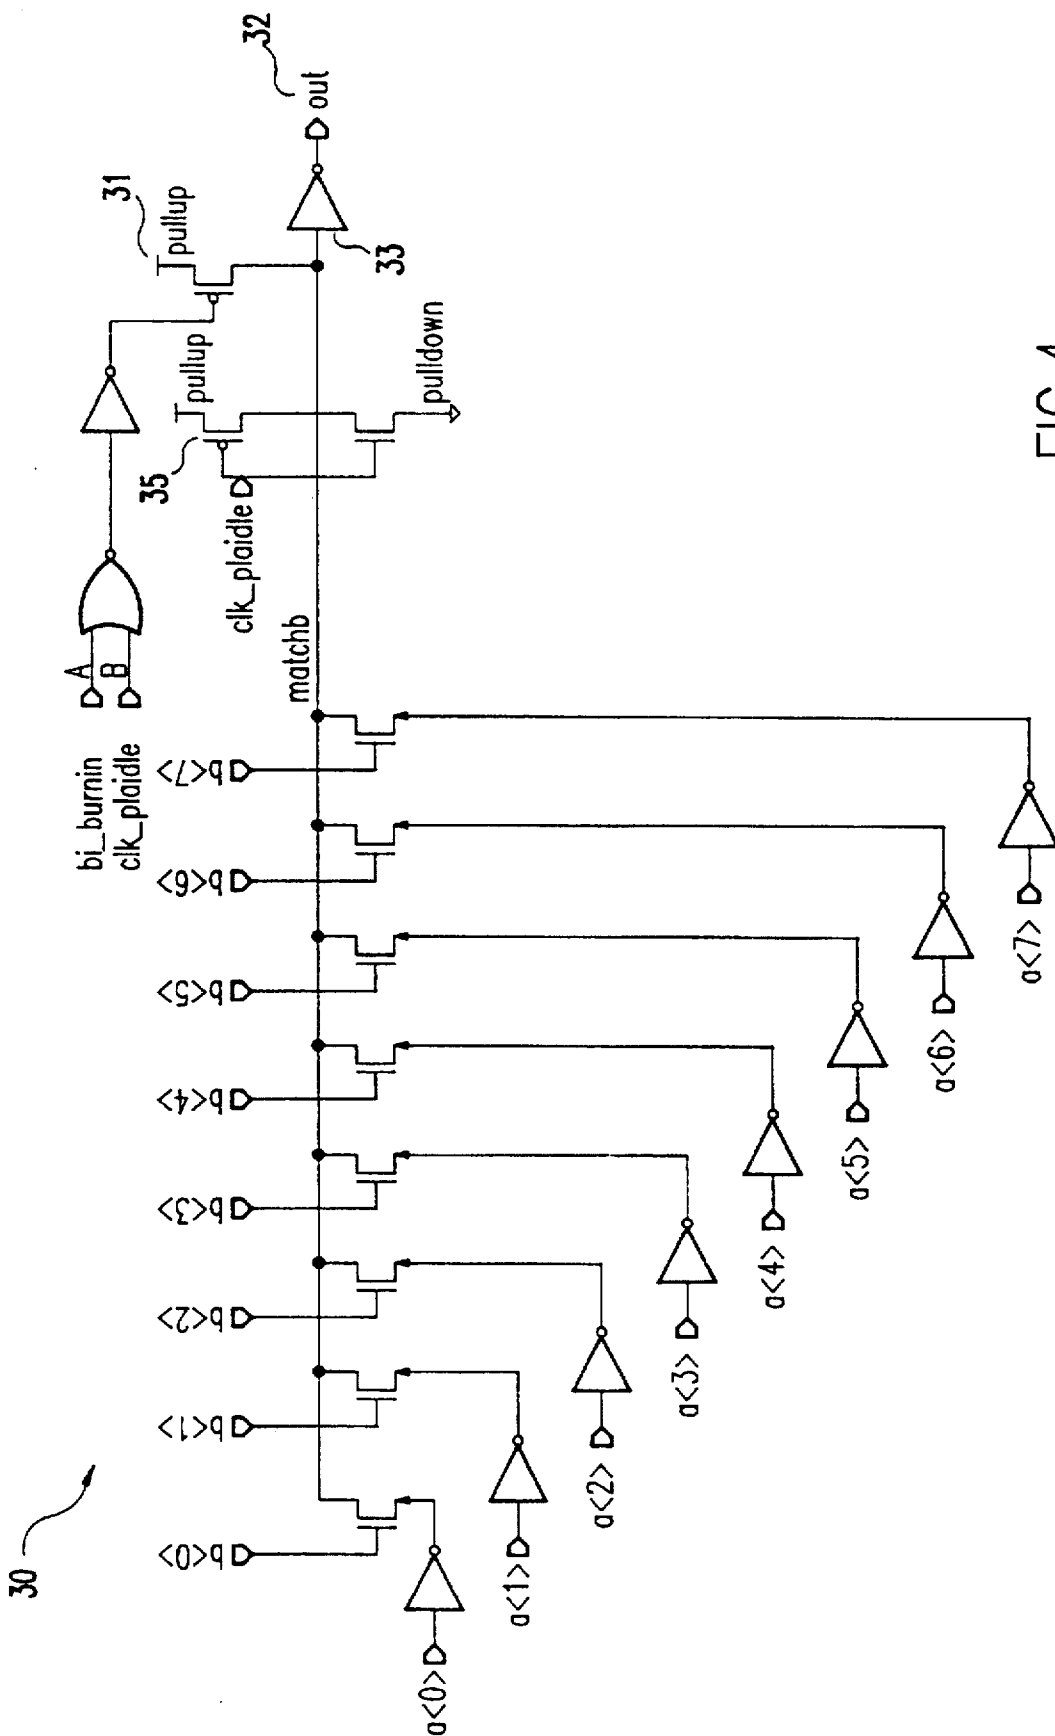 30
31
pullup
32
out
33
35
pullup
pulldown
clk_plaidle
A
B
bi_burnin
clk_plaidle
matchb
b<0>
b<1>
b<2>
b<3>
b<4>
b<5>
b<6>
b<7>
a<0>
a<1>
a<2>
a<3>
a<4>
a<5>
a<6>
a<7>